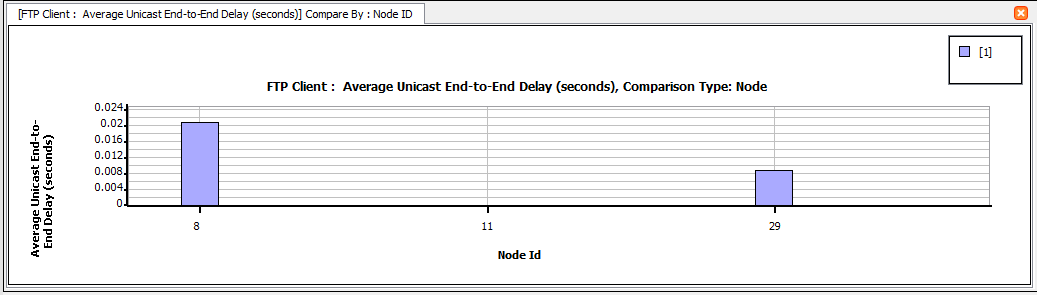 [FTP Client :  Average Unicast End-to-End Delay (seconds)] Compare By : Node ID
[1]
FTP Client :  Average Unicast End-to-End Delay (seconds), Comparison Type: Node
Average Unicast End-to-
End Delay (seconds)
0.024
0.02
0.016
0.012
0.008
0.004
0
8
11
29
Node Id